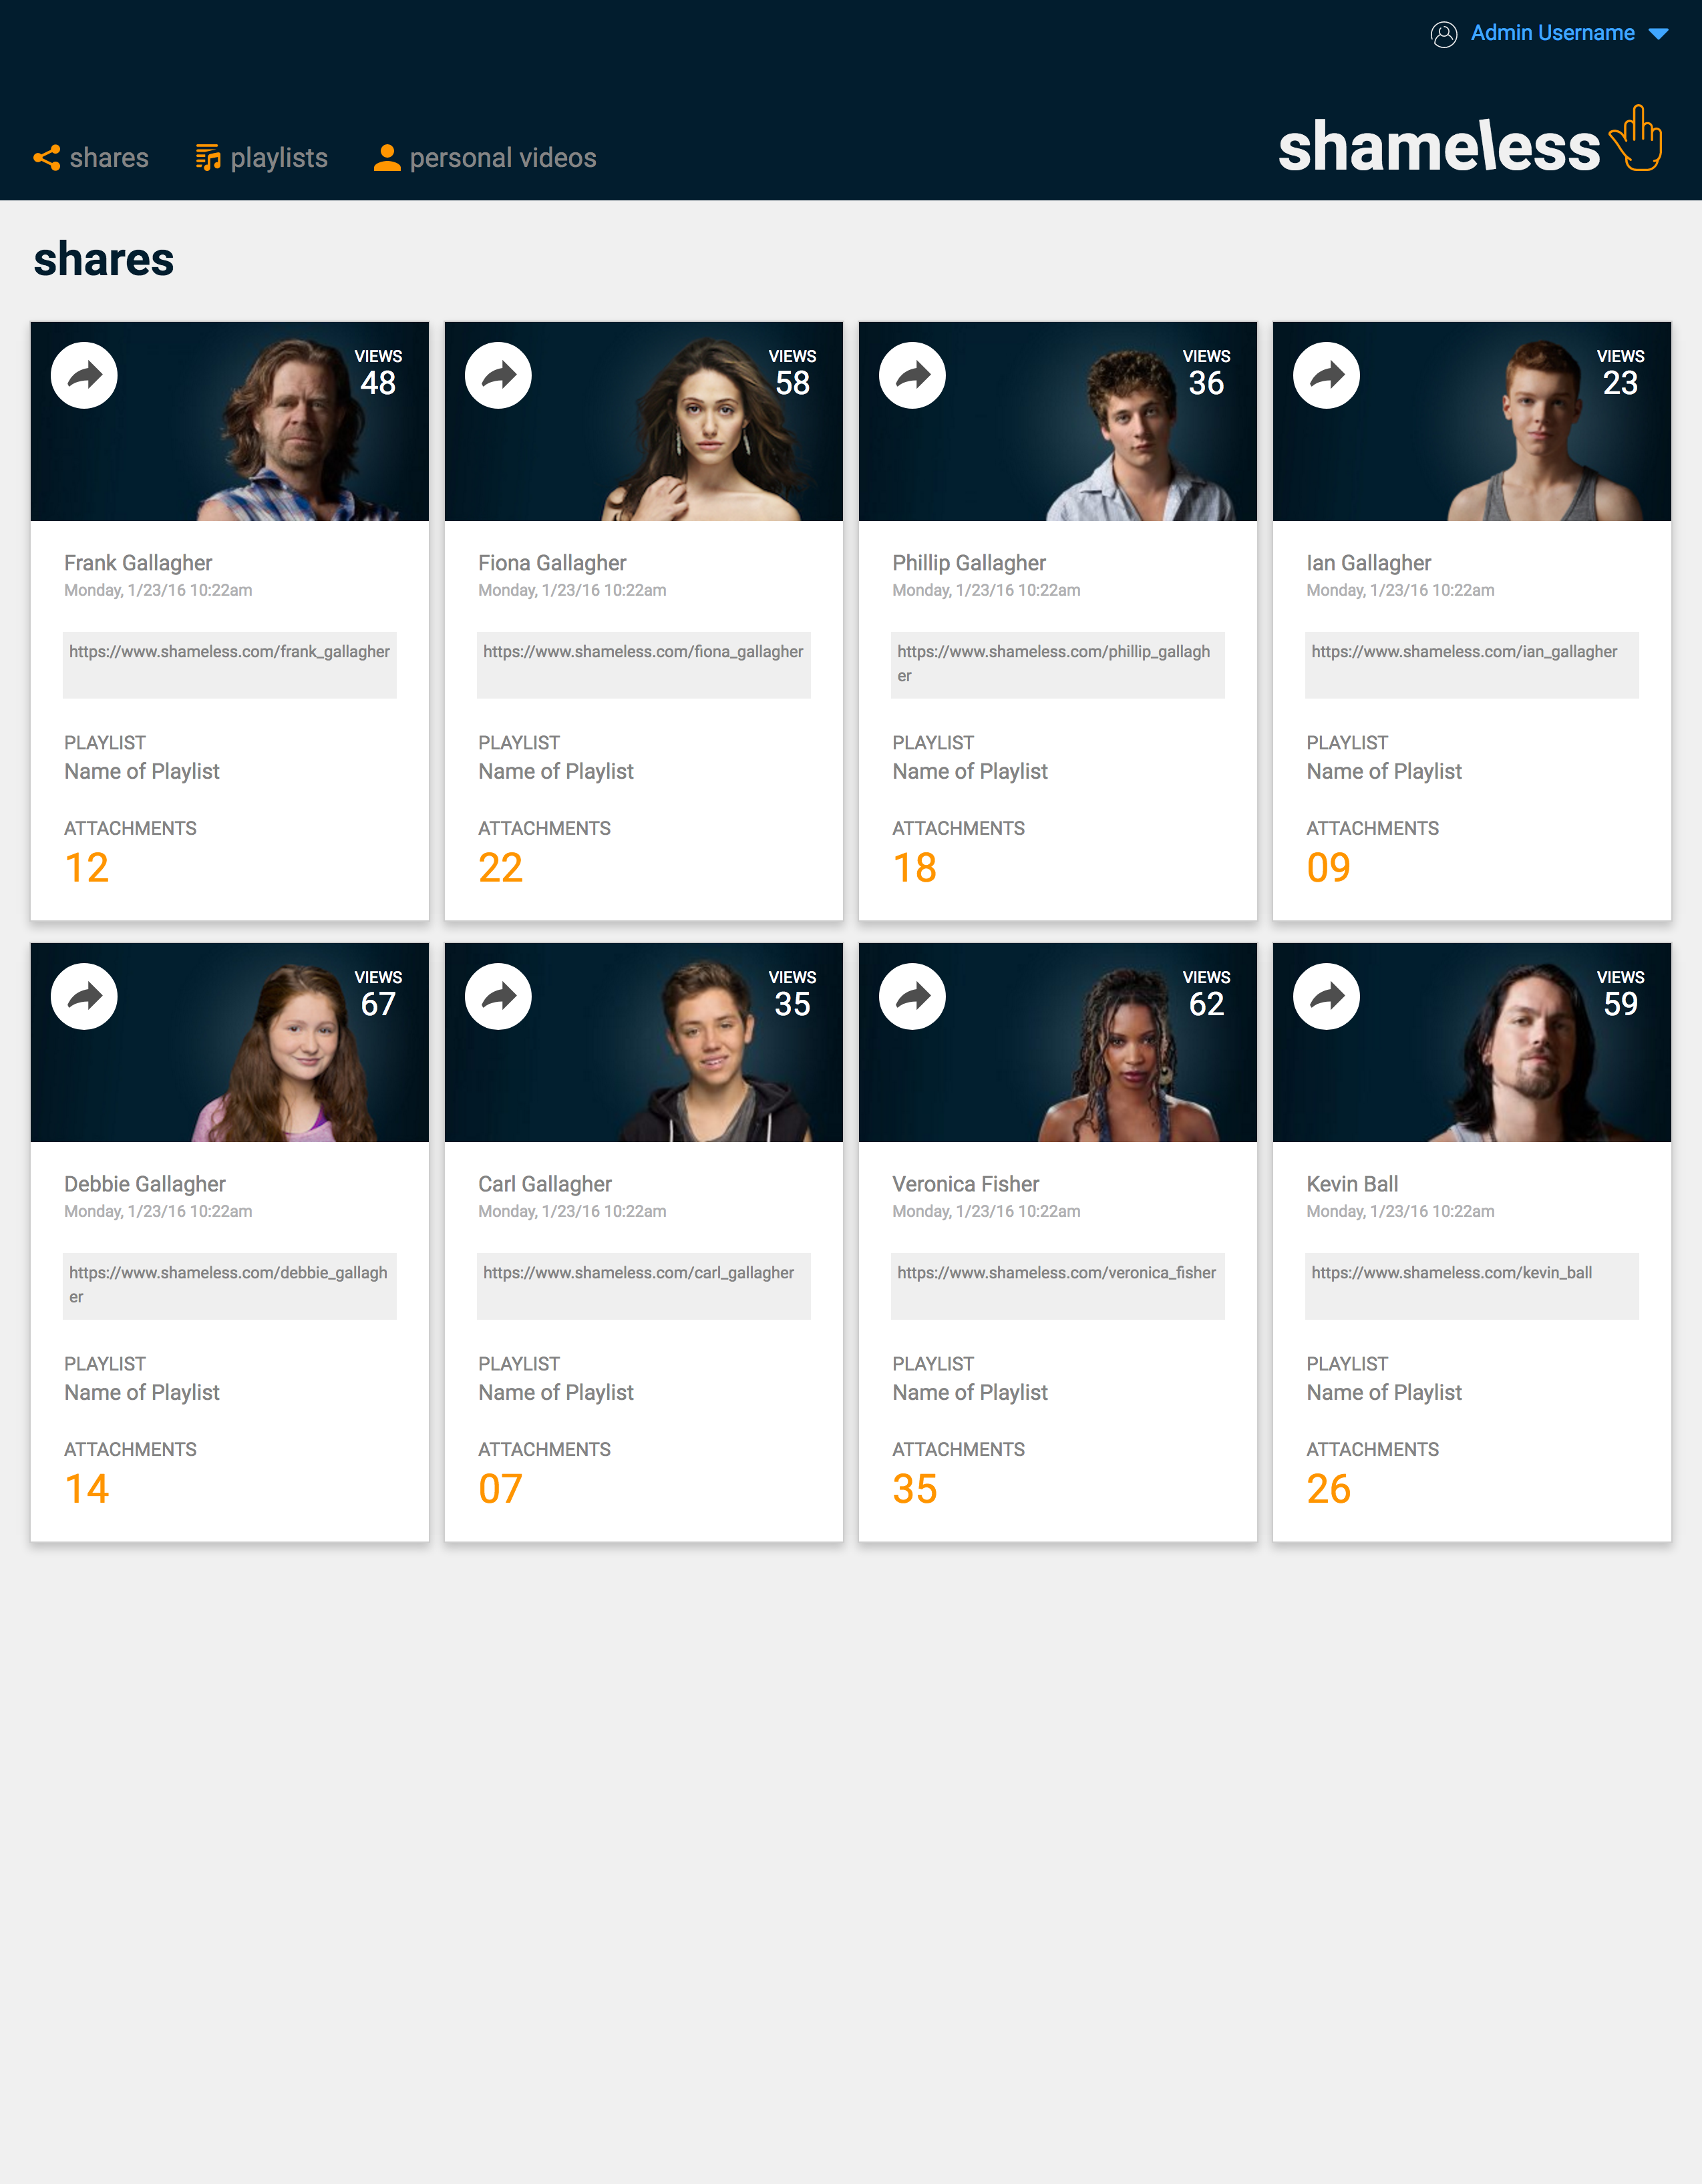 Admin Username
shares
playlists
personal videos
shameless
shares
VIEWS
48
Frank Gallagher
Monday, 1/23/16 10:22am
https://www.shameless.com/frank_gallagher
PLAYLIST
Name of Playlist
ATTACHMENTS
12
VIEWS
58
Fiona Gallagher
Monday, 1/23/16 10:22am
https://www.shameless.com/fiona_gallagher
PLAYLIST
Name of Playlist
ATTACHMENTS
22
VIEWS
36
Phillip Gallagher
Monday, 1/23/16 10:22am
https://www.shameless.com/phillip_gallagh
er
PLAYLIST
Name of Playlist
ATTACHMENTS
18
VIEWS
23
Ian Gallagher
Monday, 1/23/16 10:22am
https://www.shameless.com/ian_gallagher
PLAYLIST
Name of Playlist
ATTACHMENTS
09
VIEWS
67
Debbie Gallagher
Monday, 1/23/16 10:22am
https://www.shameless.com/debbie_gallagh
er
PLAYLIST
Name of Playlist
ATTACHMENTS
14
VIEWS
35
Carl Gallagher
Monday, 1/23/16 10:22am
https://www.shameless.com/carl_gallagher
PLAYLIST
Name of Playlist
ATTACHMENTS
07
VIEWS
62
Veronica Fisher
Monday, 1/23/16 10:22am
https://www.shameless.com/veronica_fisher
PLAYLIST
Name of Playlist
ATTACHMENTS
35
VIEWS
59
Kevin Ball
Monday, 1/23/16 10:22am
https://www.shameless.com/kevin_ball
PLAYLIST
Name of Playlist
ATTACHMENTS
26